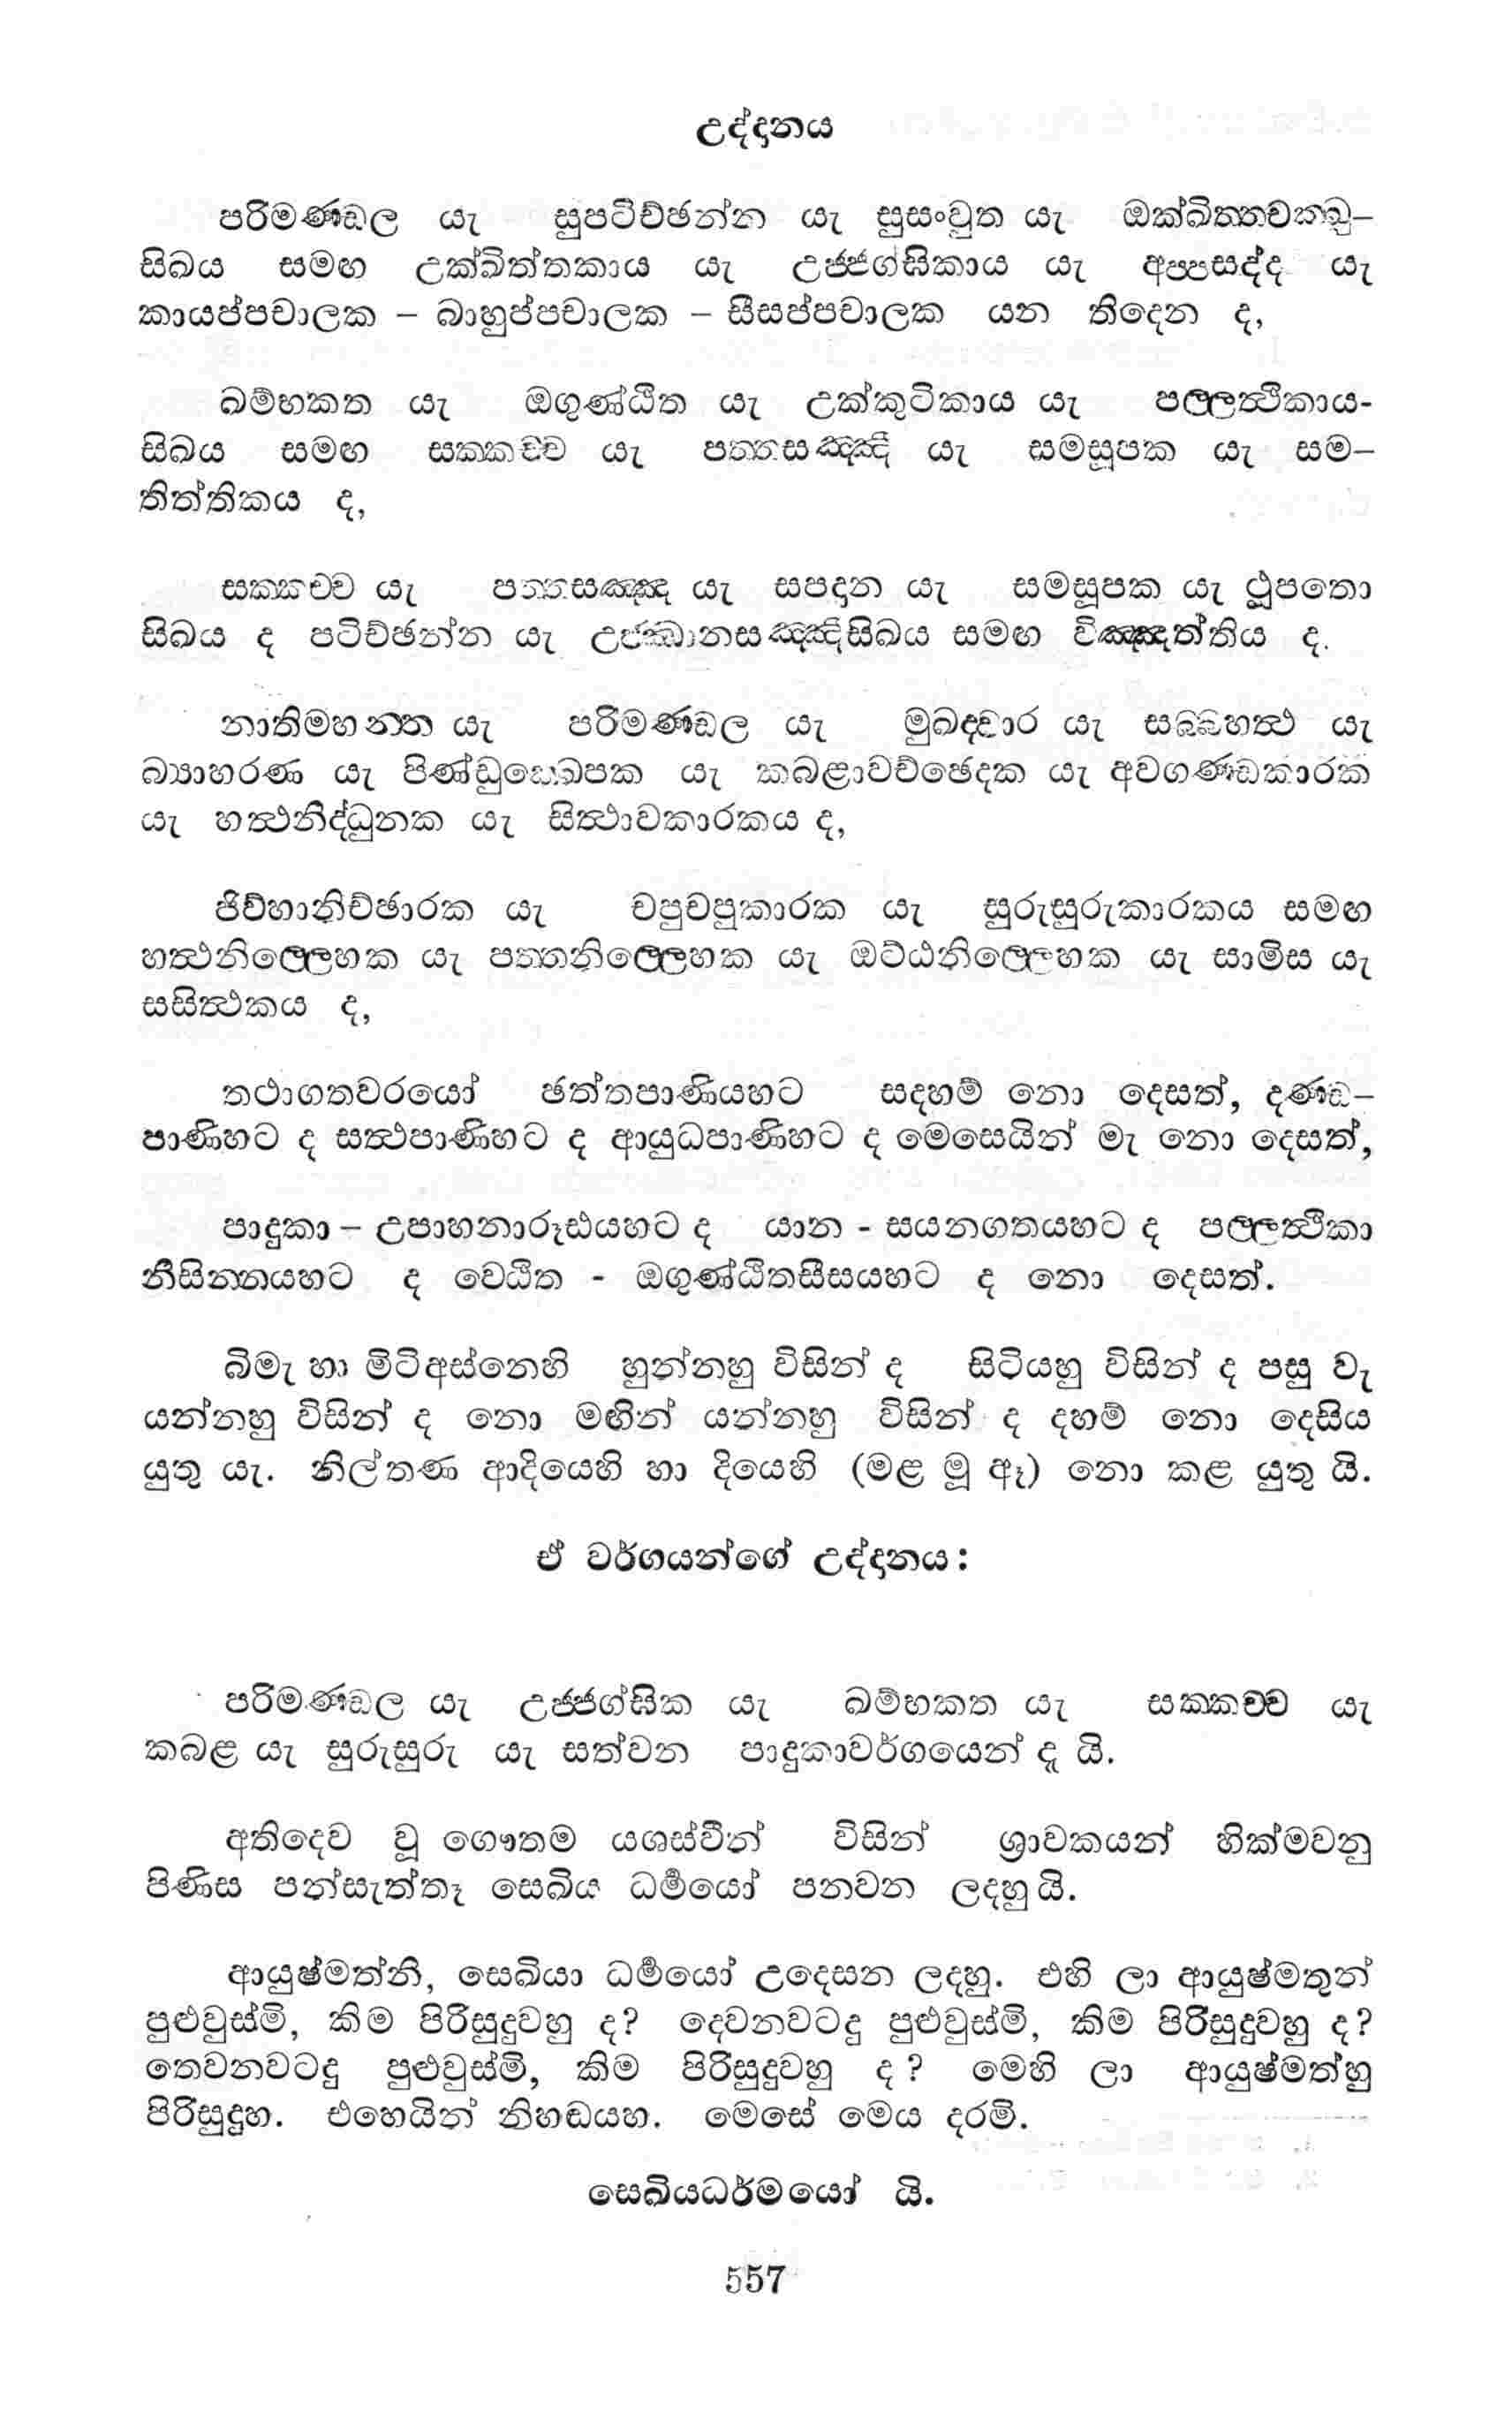 උද්දානය
පරිමණ්ඩල යැ සුපටිච්ඡන්න යැ සුසංවුත යැ ඔක්ඛිත්තචක්ඛු–
සිඛය සමඟ උක්ඛිත්තකාය යැ උජ්ජග්ඝිකාය යැ අප්පසද්ද යැ
කායප්පචාලක – බාහුප්පචාලක – සීසප්පචාලක යන තිදෙන ද,
ඛම්භකත යැ ඔගුණ්ඨිත යැ උක්කුටිකාය යැ පල්ලත්ථිකාය-
සිඛය සමඟ සක්කච්ච යැ පත්තසඤ්ඤී යැ සමසූපක යැ සම–
තිත්තිකය ද,
සක්කච්ච යැ පත්තසඤ්ඤ යැ සපදාන යැ සමසූපක යැ ථූපතො
සිඛය ද පටිච්ඡන්න යැ උජ්ඣානසඤ්ඤිසිඛය සමඟ විඤ්ඤත්තිය ද.
නාතිමහන්ත යැ පරිමණ්ඩල යැ මුඛද්වාර යැ සබ්බහත්ථ යැ
බ්‍යාහරණ යැ පිණ්ඩුක්ඛෙපක යැ කබළාවච්ඡෙදක යැ අවගණ්ඩකාරක
යැ හත්ථනිද්ධුනක යැ සිත්ථාවකාරකය ද,
ජිව්හානිච්ඡාරක යැ චපුචපුකාරක යැ සුරුසුරුකාරකය සමඟ
හත්ථනිල්ලෙහක යැ පත්තනිල්ලෙහක යැ ඔට්ඨනිල්ලෙහක යැ සාමිස යැ
සසිත්ථකය ද,
තථාගතවරයෝ ඡත්තපාණියහට සදහම් නො දෙසත්, දණ්ඩ–
පාණිහට ද සත්ථපාණිහට ද ආයුධපාණිහට ද මෙසෙයින් මැ නො දෙසත්,
පාදුකා – උපාහනාරූඪයහට ද යාන - සයනගතයහට ද පල්ලත්ථිකා
නිසින්නයහට ද වෙඨිත - ඔගුණ්ඨිතසීසයහට ද නො දෙසත්.
බිමැ හා මිටිඅස්නෙහි හුන්නහු විසින් ද සිටියහු විසින් ද පසු වැ
යන්නහු විසින් ද නො මඟින් යන්නහු විසින් ද දහම් නො දෙසිය
යුතු යැ. නිල්තණ ආදියෙහි හා දියෙහි (මළ මූ ඈ) නො කළ යුතු යි.
ඒ වර්ගයන්ගේ උද්දානය:
පරිමණ්ඩල යැ උජ්ජග්ඝික යැ ඛම්භකත යැ සක්කච්ච යැ
කබළ යැ සුරුසුරු යැ සත්වන පාදුකාවර්ගයෙන් දැ යි.
අතිදෙව වූ ගෞතම යශස්වීන් විසින් ශ්‍රාවකයන් හික්මවනු
පිණිස පන්සැත්තෑ සෙඛිය ධර්‍මයෝ පනවන ලදහුයි.
ආයුෂ්මත්නි, සෙඛියා ධර්‍මයෝ උදෙසන ලදහු. එහි ලා ආයුෂ්මතුන්
පුළුවුස්මි, කිම පිරිසුදුවහු ද? දෙවනවටදු පුළුවුස්මි, කිම පිරිසුදුවහු ද?
තෙවනවටදු පුළුවුස්මි, කිම පිරිසුදුවහු ද? මෙහි ලා ආයුෂ්මත්හු
පිරිසුදුහ. එහෙයින් නිහඬයහ. මෙසේ මෙය දරමි.
සෙඛියධර්මයෝ යි.
557